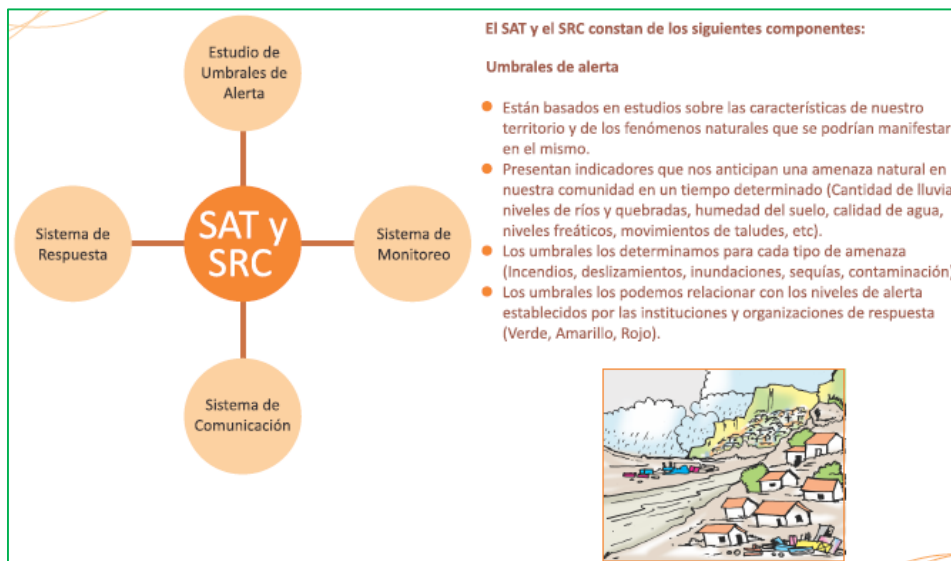 Estudio de
Umbrales de
Alerta
Sistema de
Respuesta
SAT y
SRC
Sistema de
Monitoreo
Sistema de
Comunicación
El SAT y el SRC constan de los siguientes componentes:
Umbrales de alerta
Están basados en estudios sobre las características de nuestro
territorio y de los fenómenos naturales que se podrían manifestar
en el mismo.
Presentan indicadores que nos anticipan una amenaza natural en
nuestra comunidad en un tiempo determinado (Cantidad de lluvia
niveles de ríos y quebradas, humedad del suelo, calidad de agua,
niveles freáticos, movimientos de taludes, etc).
Los umbrales los determinamos para cada tipo de amenaza
(Incendios, deslizamientos, inundaciones, sequías, contaminación)
Los umbrales los podemos relacionar con los niveles de alerta
establecidos por las instituciones y organizaciones de respuesta
(Verde, Amarillo, Rojo).